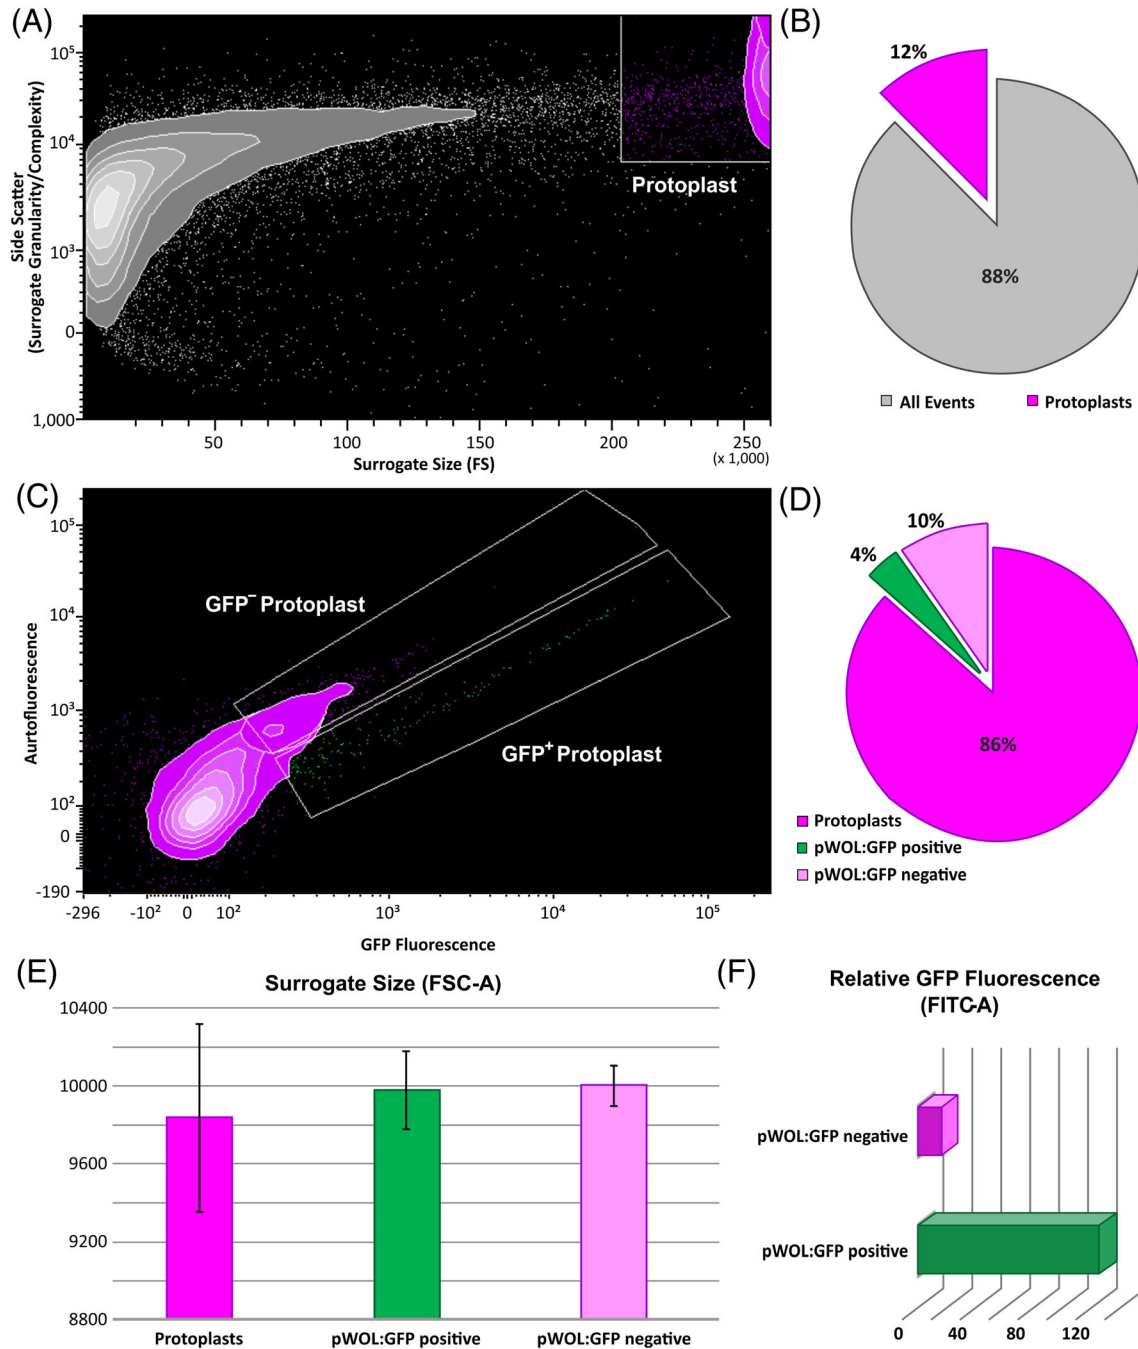 (A)
Side Scatter
(Surrogate Granularity/Complexity)
10⁵
10⁴
10³
0
1,000
Protoplast
50
100
150
200
250
(x 1,000)
Surrogate Size (FS)
(B)
12%
88%
All Events
Protoplasts
(C)
Aurtofluorescence
10⁵
10⁴
10³
10²
0
-190
GFP⁻ Protoplast
GFP⁺ Protoplast
-296
-10²
0
10²
10³
10⁴
10⁵
GFP Fluorescence
(D)
10%
4%
86%
Protoplasts
pWOL:GFP positive
pWOL:GFP negative
(E)
Surrogate Size (FSC-A)
10400
10000
9600
9200
8800
Protoplasts
pWOL:GFP positive
pWOL:GFP negative
(F)
Relative GFP Fluorescence
(FITC-A)
pWOL:GFP negative
pWOL:GFP positive
0
40
80
120